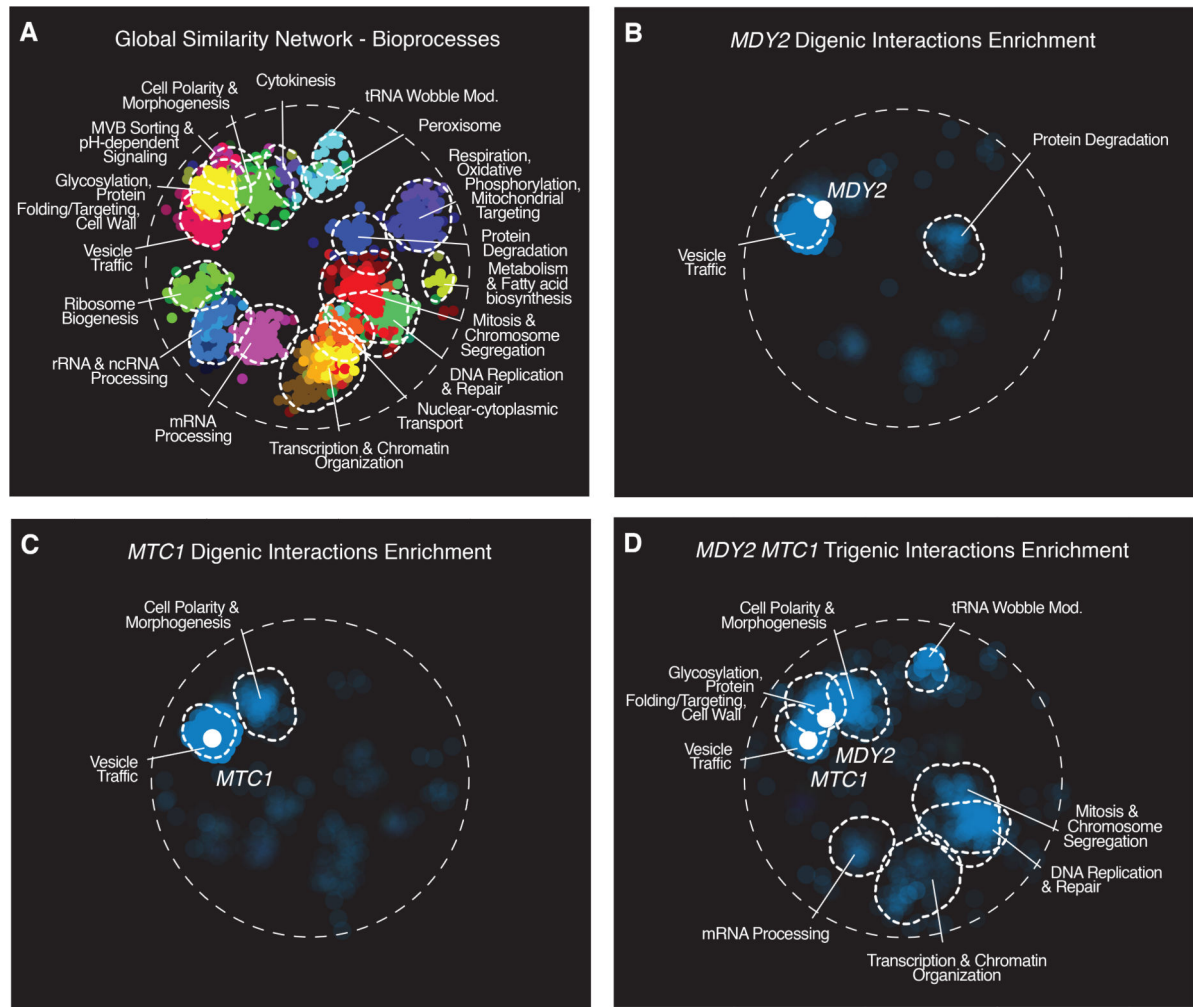 A
Global Similarity Network - Bioprocesses
Cell Polarity &
Morphogenesis
Cytokinesis
tRNA Wobble Mod.
Peroxisome
MVB Sorting &
pH-dependent
Signaling
Respiration,
Oxidative
Phosphorylation,
Mitochondrial
Targeting
Glycosylation,
Protein
Folding/Targeting,
Cell Wall
Vesicle
Traffic
Protein
Degradation
Metabolism
& Fatty acid
biosynthesis
Ribosome
Biogenesis
Mitosis &
Chromosome
Segregation
rRNA & ncRNA
Processing
DNA Replication
& Repair
mRNA
Processing
Nuclear-cytoplasmic
Transport
Transcription & Chromatin
Organization
B
MDY2 Digenic Interactions Enrichment
Protein Degradation
MDY2
Vesicle
Traffic
C
MTC1 Digenic Interactions Enrichment
Cell Polarity &
Morphogenesis
Vesicle
Traffic
MTC1
D
MDY2 MTC1 Trigenic Interactions Enrichment
Cell Polarity &
Morphogenesis
tRNA Wobble Mod.
Glycosylation,
Protein
Folding/Targeting,
Cell Wall
Vesicle
Traffic
MDY2
MTC1
Mitosis &
Chromosome
Segregation
DNA Replication
& Repair
mRNA Processing
Transcription & Chromatin
Organization